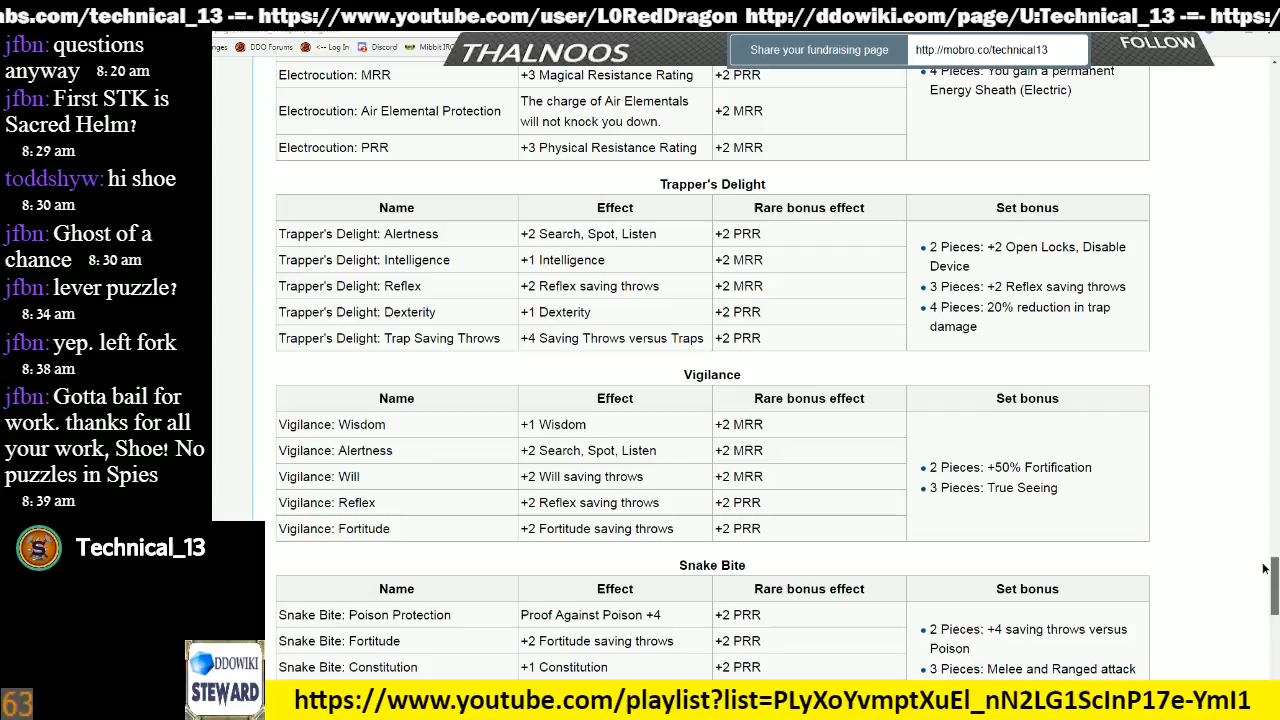 abs.com/technical_13 -=- https://www.youtube.com/user/L0RedDragon http://ddowiki.com/page/U:Technical_13 -=- https:/
jfbn: questions
anyway 8:20 am
jfbn: First STK is
Sacred Helm?
8:29 am
toddshyw: hi shoe
8:30 am
jfbn: Ghost of a
chance 8:30 am
jfbn: lever puzzle?
8:34 am
jfbn: yep. left fork
8:38 am
jfbn: Gotta bail for
work. thanks for all
your work, Shoe! No
puzzles in Spies
8:39 am
Technical_13
DDOWIKI
STEWARD
63
nges DDO Forums <-- Log In Discord Mibbit IR
THALNOOS
Share your fundraising page http://mobro.co/technical13
FOLLOW
Electrocution: MRR +3 Magical Resistance Rating +2 PRR
4 Pieces: You gain a permanent
Energy Sheath (Electric)
Electrocution: Air Elemental Protection The charge of Air Elementals
will not knock you down. +2 MRR
Electrocution: PRR +3 Physical Resistance Rating +2 MRR
Trapper's Delight
Name Effect Rare bonus effect Set bonus
Trapper's Delight: Alertness +2 Search, Spot, Listen +2 PRR
Trapper's Delight: Intelligence +1 Intelligence +2 MRR
Trapper's Delight: Reflex +2 Reflex saving throws +2 MRR
Trapper's Delight: Dexterity +1 Dexterity +2 PRR
Trapper's Delight: Trap Saving Throws +4 Saving Throws versus Traps +2 PRR
2 Pieces: +2 Open Locks, Disable
Device
3 Pieces: +2 Reflex saving throws
4 Pieces: 20% reduction in trap
damage
Vigilance
Name Effect Rare bonus effect Set bonus
Vigilance: Wisdom +1 Wisdom +2 MRR
Vigilance: Alertness +2 Search, Spot, Listen +2 MRR
Vigilance: Will +2 Will saving throws +2 MRR
Vigilance: Reflex +2 Reflex saving throws +2 PRR
Vigilance: Fortitude +2 Fortitude saving throws +2 PRR
2 Pieces: +50% Fortification
3 Pieces: True Seeing
Snake Bite
Name Effect Rare bonus effect Set bonus
Snake Bite: Poison Protection Proof Against Poison +4 +2 PRR
Snake Bite: Fortitude +2 Fortitude saving throws +2 PRR
Snake Bite: Constitution +1 Constitution +2 PRR
2 Pieces: +4 saving throws versus
Poison
3 Pieces: Melee and Ranged attack
https://www.youtube.com/playlist?list=PLyXoYvmptXuEl_nN2LG1ScInP17e-YmI1